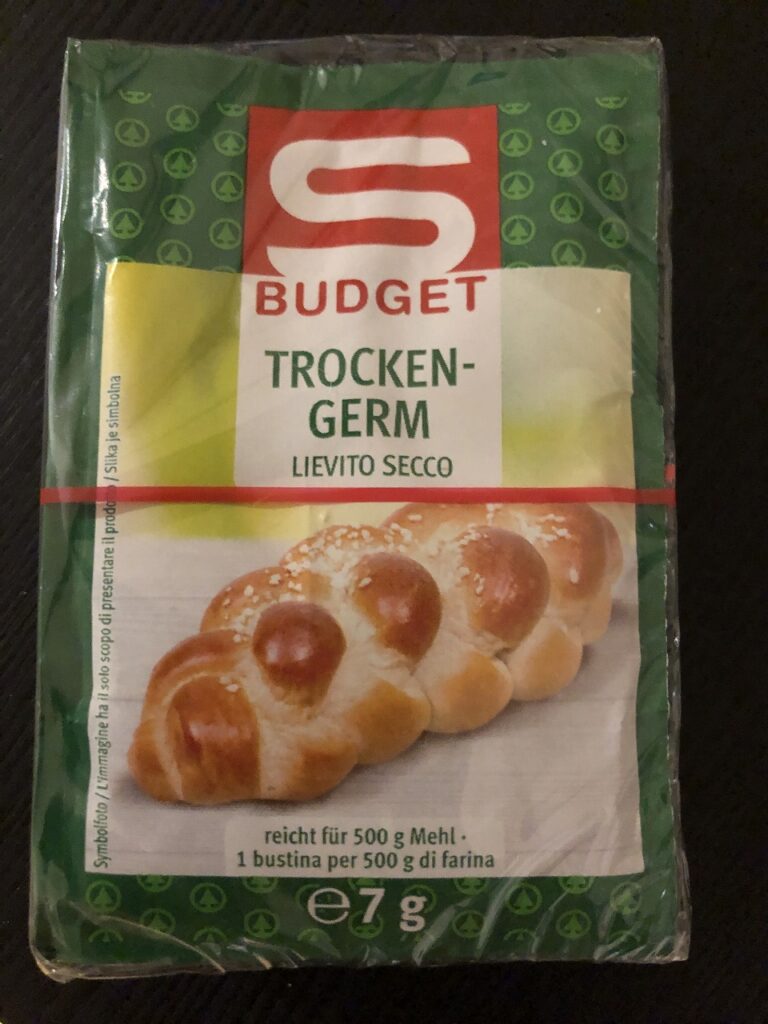 S
BUDGET
TROCKEN-
GERM
LIEVITO SECCO
Symbolfoto / L'immagine ha il solo scopo di presentare il prodotto / Slika je simbolna
reicht für 500 g Mehl ·
1 bustina per 500 g di farina
℮7 g